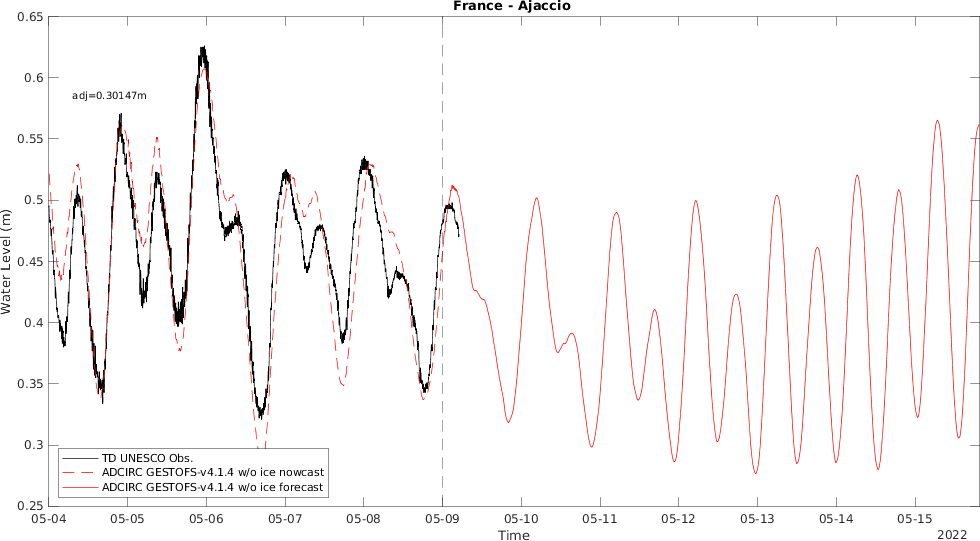 France - Ajaccio
0.65
0.6
0.55
0.5
0.45
0.4
0.35
0.3
0.25
Water Level (m)
adj=0.30147m
TD UNESCO Obs.
ADCIRC GESTOFS-v4.1.4 w/o ice nowcast
ADCIRC GESTOFS-v4.1.4 w/o ice forecast
05-04 05-05 05-06 05-07 05-08 05-09 05-10 05-11 05-12 05-13 05-14 05-15
Time
2022